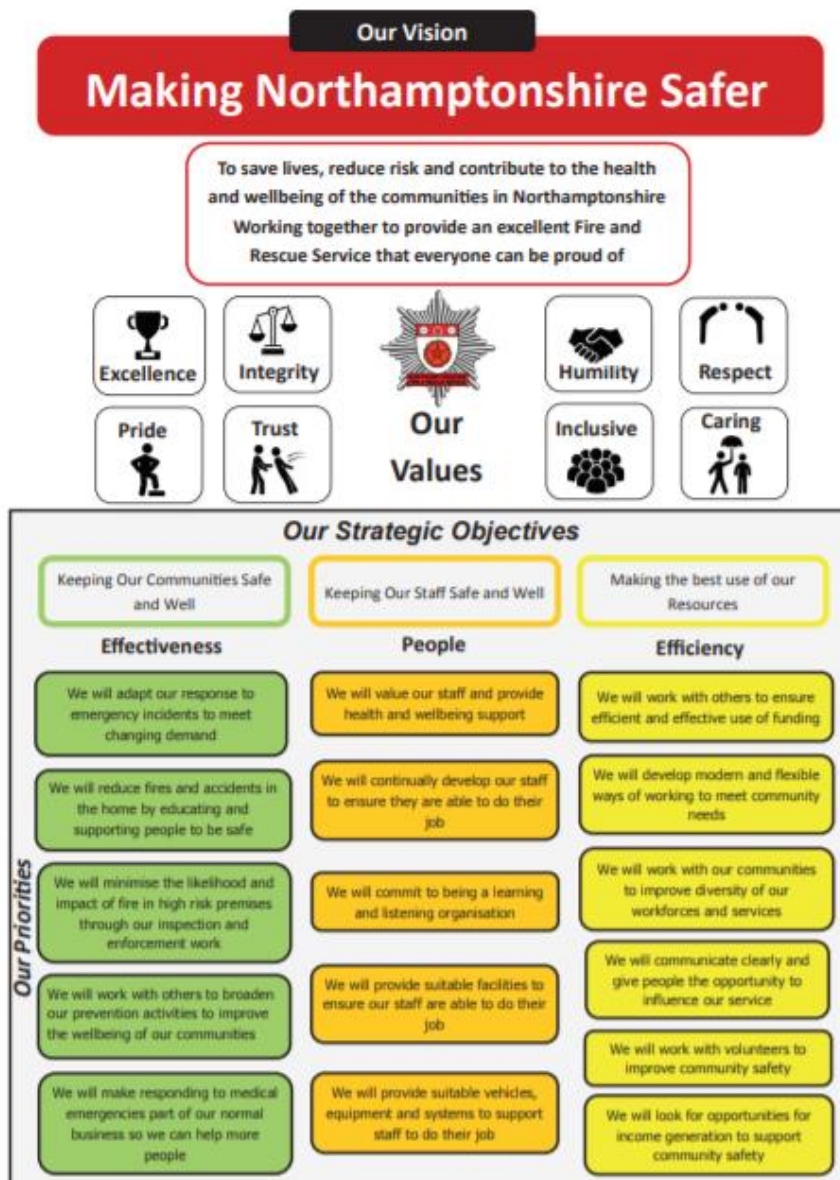 Our Vision
Making Northamptonshire Safer
To save lives, reduce risk and contribute to the health
and wellbeing of the communities in Northamptonshire
Working together to provide an excellent Fire and
Rescue Service that everyone can be proud of
Excellence
Integrity
Humility
Respect
Pride
Trust
Our
Values
Inclusive
Caring
Our Strategic Objectives
Our Priorities
Keeping Our Communities Safe
and Well
Effectiveness
We will adapt our response to
emergency incidents to meet
changing demand
We will reduce fires and accidents in
the home by educating and
supporting people to be safe
We will minimise the likelihood and
impact of fire in high risk premises
through our inspection and
enforcement work
We will work with others to broaden
our prevention activities to improve
the wellbeing of our communities
We will make responding to medical
emergencies part of our normal
business so we can help more
people
Keeping Our Staff Safe and Well
People
We will value our staff and provide
health and wellbeing support
We will continually develop our staff
to ensure they are able to do their
job
We will commit to being a learning
and listening organisation
We will provide suitable facilities to
ensure our staff are able to do their
job
We will provide suitable vehicles,
equipment and systems to support
staff to do their job
Making the best use of our
Resources
Efficiency
We will work with others to ensure
efficient and effective use of funding
We will develop modern and flexible
ways of working to meet community
needs
We will work with our communities
to improve diversity of our
workforces and services
We will communicate clearly and
give people the opportunity to
influence our service
We will work with volunteers to
improve community safety
We will look for opportunities for
income generation to support
community safety